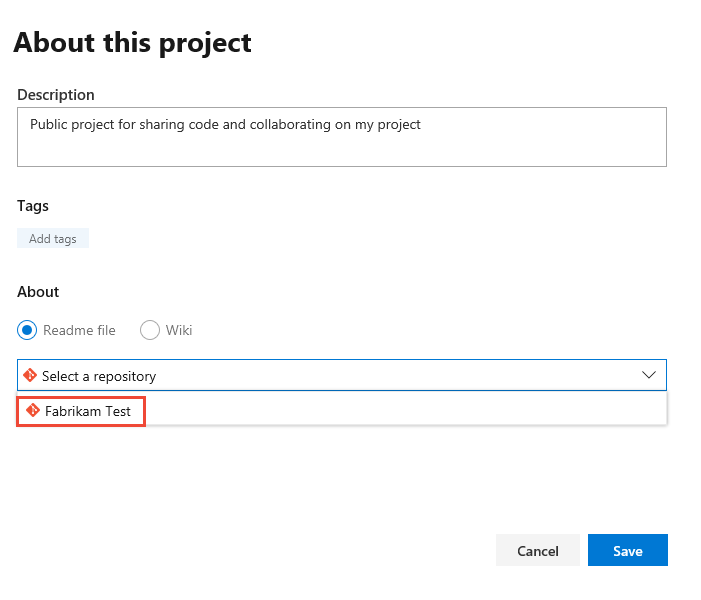 About this project
Description
Public project for sharing code and collaborating on my project
Tags
Add tags
About
Readme file Wiki
Select a repository
Fabrikam Test
Cancel Save